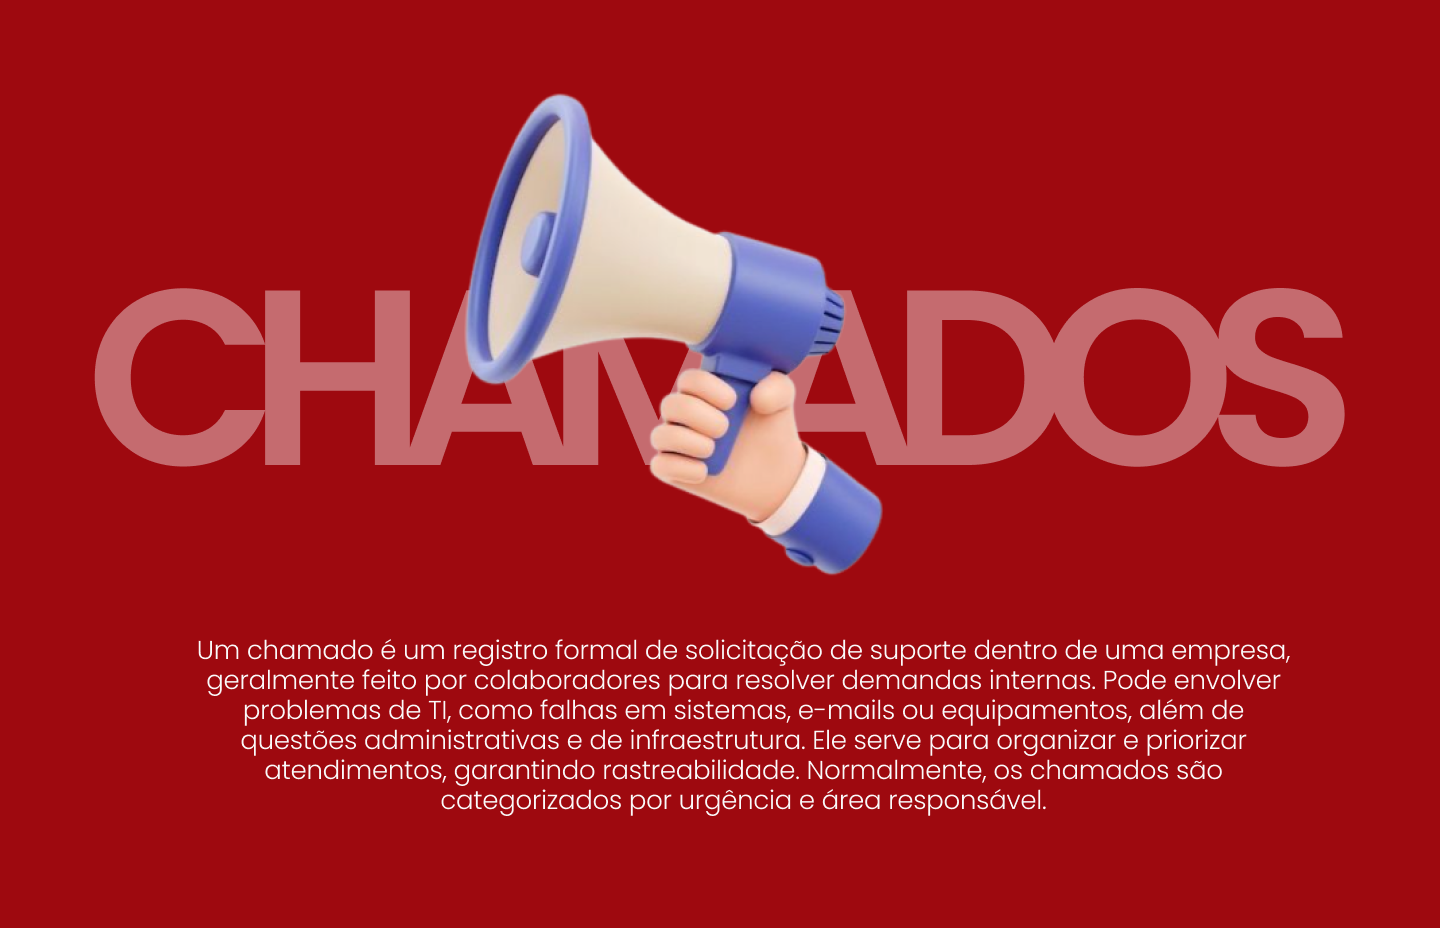 CHAMADOS
Um chamado é um registro formal de solicitação de suporte dentro de uma empresa,
geralmente feito por colaboradores para resolver demandas internas. Pode envolver
problemas de TI, como falhas em sistemas, e-mails ou equipamentos, além de
questões administrativas e de infraestrutura. Ele serve para organizar e priorizar
atendimentos, garantindo rastreabilidade. Normalmente, os chamados são
categorizados por urgência e área responsável.